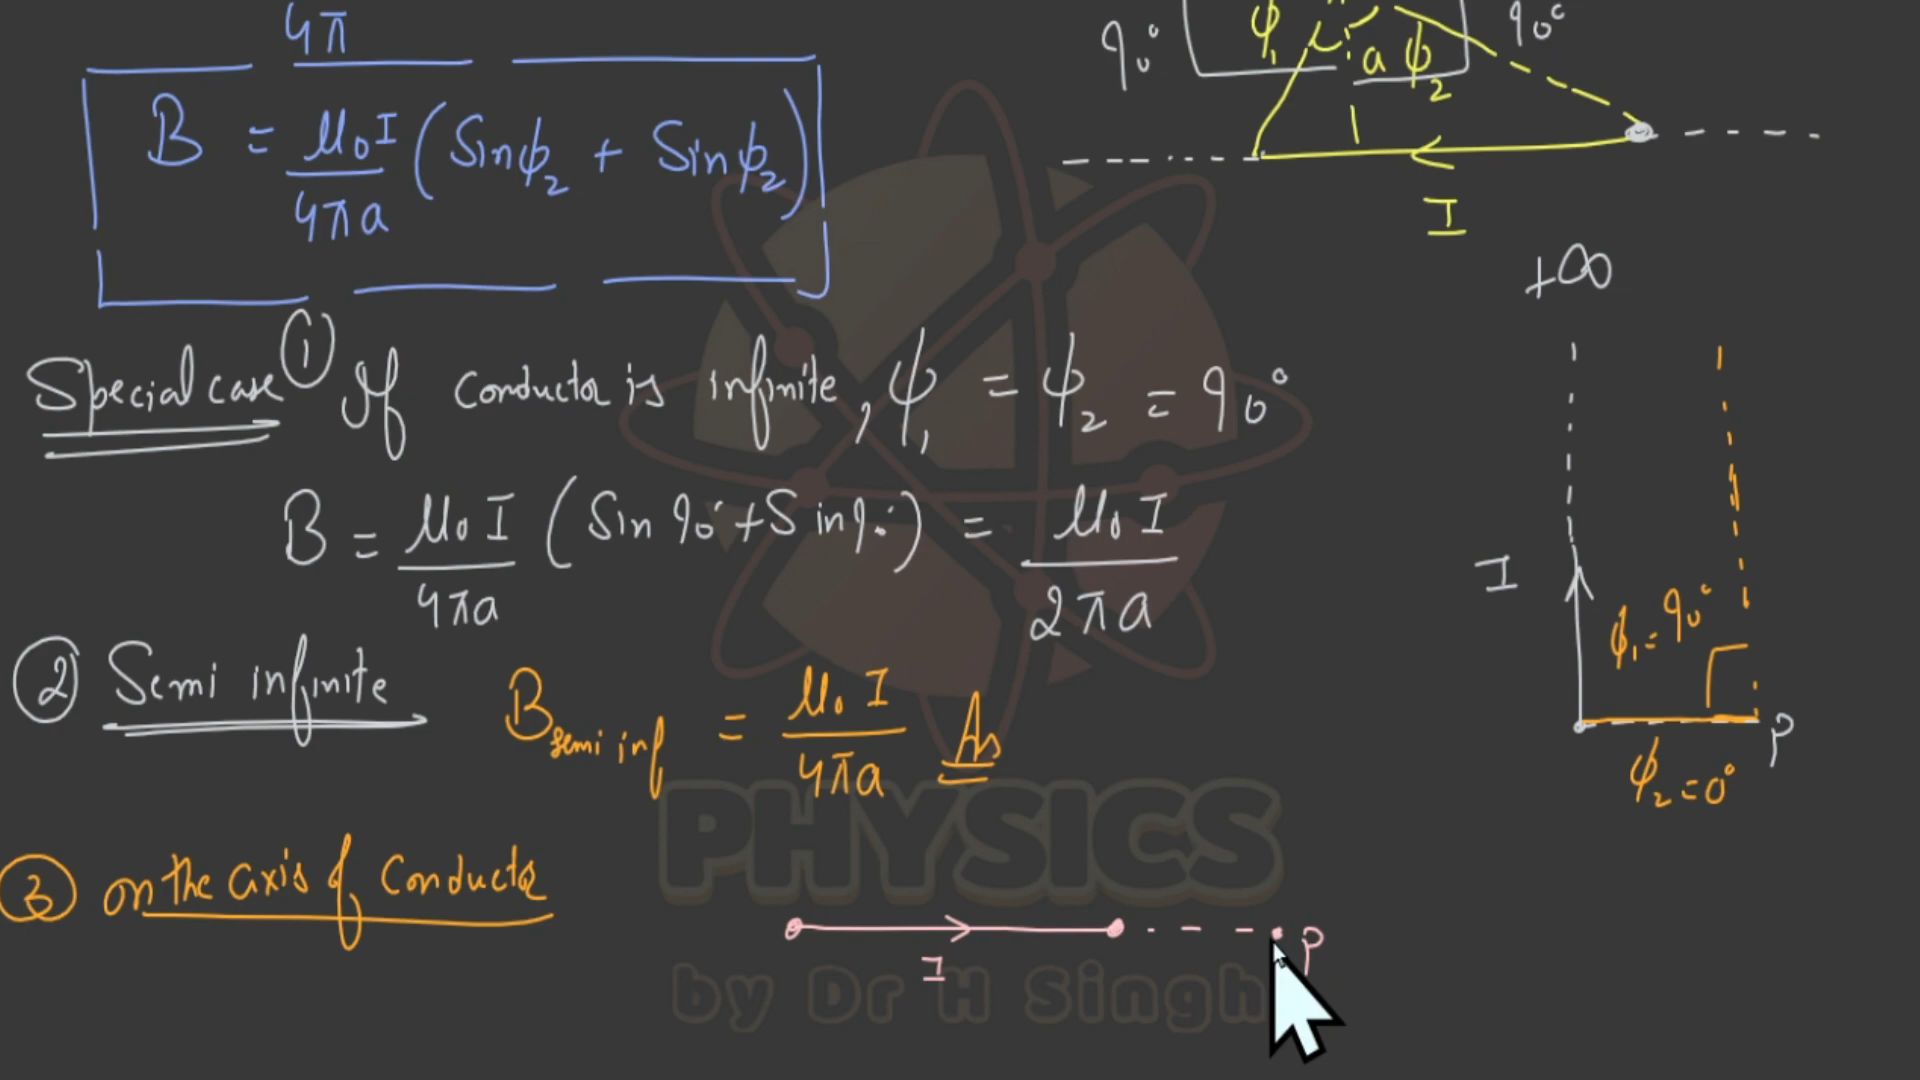 4π
B = μ₀I/4πa (Sinϕ₂ + Sinϕ₂)
90° ϕ₁ a ϕ₂ 90°
I
Special case ① If Conductor is infinite, ϕ₁ = ϕ₂ = 90°
B = μ₀I/4πa (Sin 90° + Sin 90°) = μ₀I/2πa
② Semi infinite B semi inf = μ₀I/4πa Ans
+∞
I
ϕ₁ = 90°
P
ϕ₂ = 0°
③ on the axis of Conductor
I P
PHYSICS
by Dr H Singh